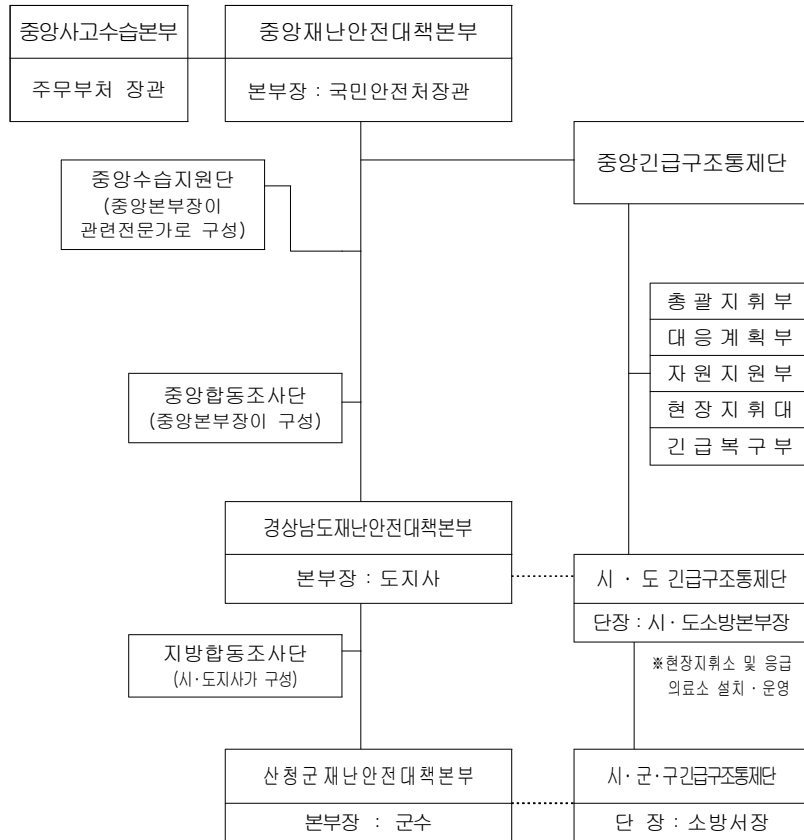 중앙사고수습본부
주무부처 장관
중앙재난안전대책본부
본부장 : 국민안전처장관
중앙긴급구조통제단
중앙수습지원단
(중앙본부장이
관련전문가로 구성)
총 괄 지 휘 부
대 응 계 획 부
자 원 지 원 부
현 장 지 휘 대
긴 급 복 구 부
중앙합동조사단
(중앙본부장이 구성)
경상남도재난안전대책본부
본부장 : 도지사
시 · 도 긴급구조통제단
단장 : 시·도소방본부장
※현장지휘소 및 응급
의료소 설치 · 운영
지방합동조사단
(시·도지사가 구성)
산청군 재난안전대책본부
본부장 : 군수
시·군·구긴급구조통제단
단 장 : 소방서장